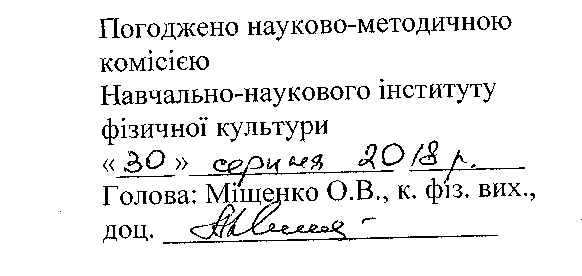 Погоджено науково-методичною
комісією
Навчально-наукового інституту
фізичної культури
«30» серпня 2018 р.
Голова: Міщенко О.В., к. фіз. вих.,
доц.